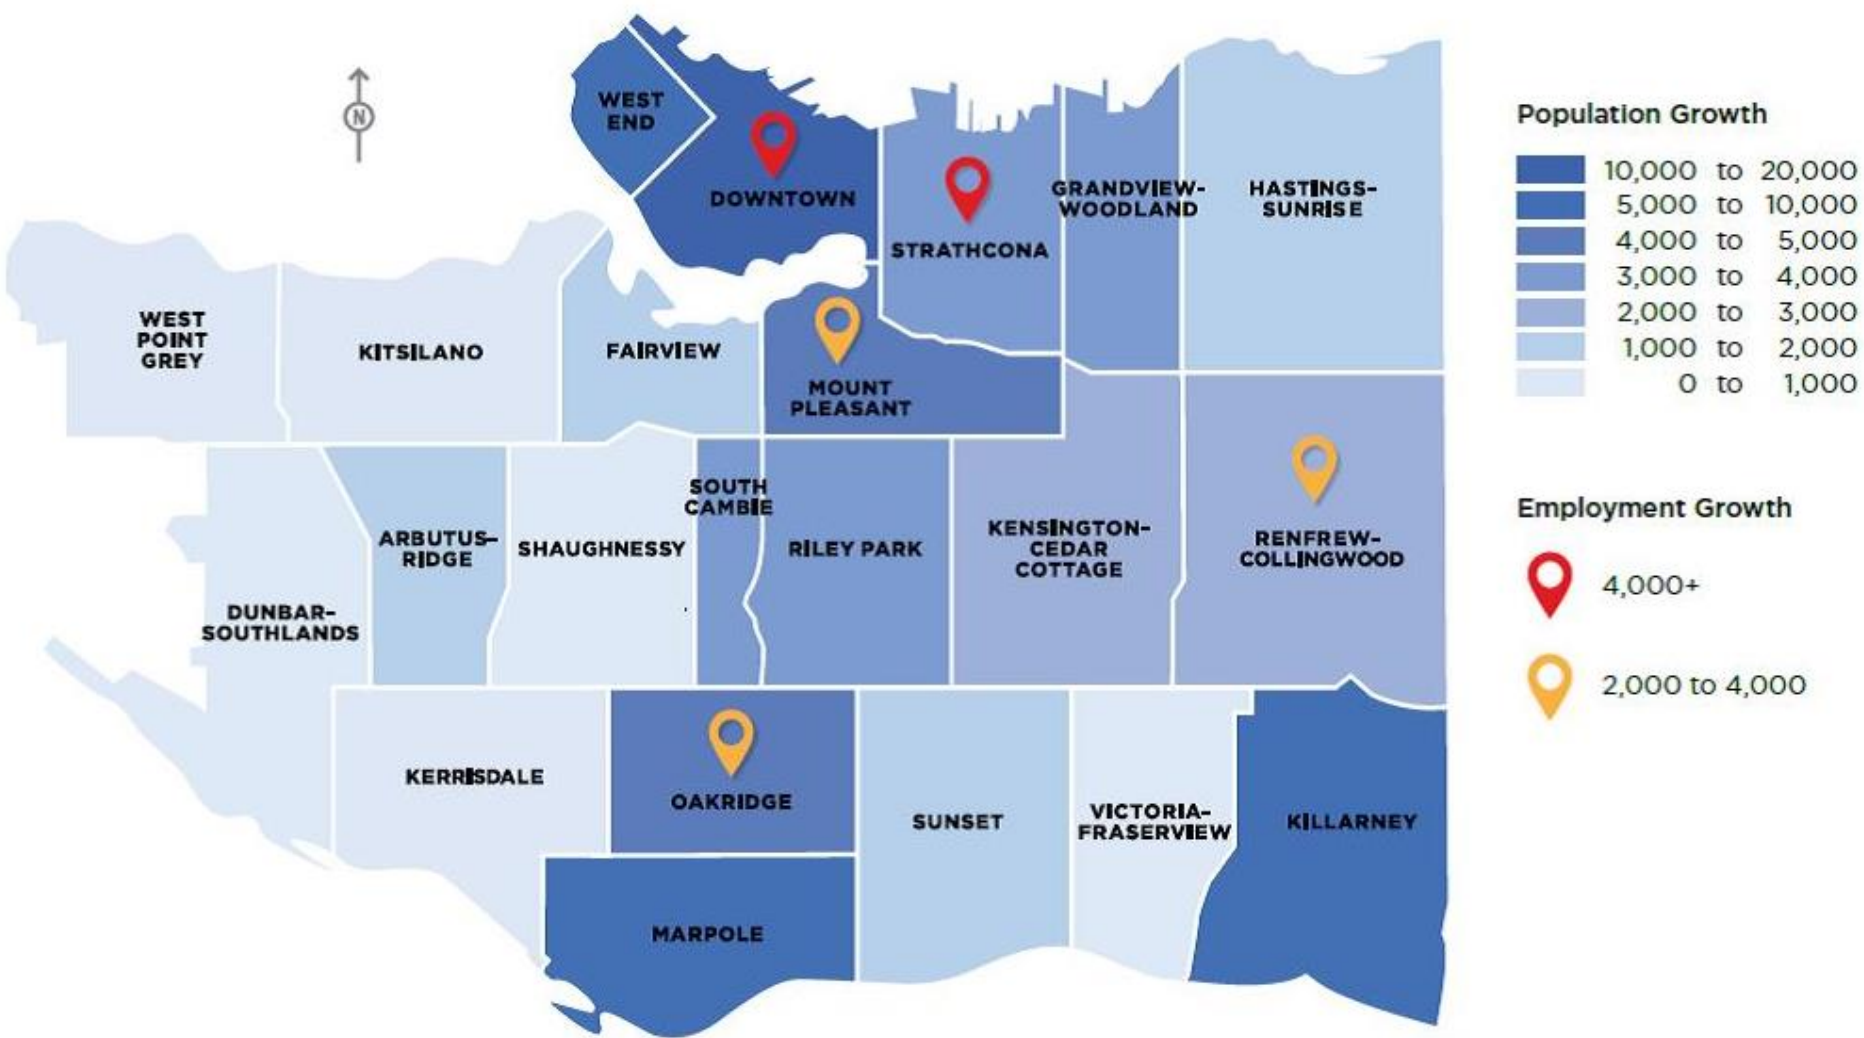 N
WEST
END
DOWNTOWN
STRATHCONA
GRANDVIEW-
WOODLAND
HASTINGS-
SUNRISE
WEST
POINT
GREY
KITSILANO
FAIRVIEW
MOUNT
PLEASANT
SOUTH
CAMBIE
ARBUTUS-
RIDGE
SHAUGHNESSY
RILEY PARK
KENSINGTON-
CEDAR
COTTAGE
RENFREW-
COLLINGWOOD
DUNBAR-
SOUTHLANDS
KERRISDALE
OAKRIDGE
SUNSET
VICTORIA-
FRASERVIEW
KILLARNEY
MARPOLE
Population Growth
10,000 to 20,000
5,000 to 10,000
4,000 to 5,000
3,000 to 4,000
2,000 to 3,000
1,000 to 2,000
0 to 1,000
Employment Growth
4,000+
2,000 to 4,000